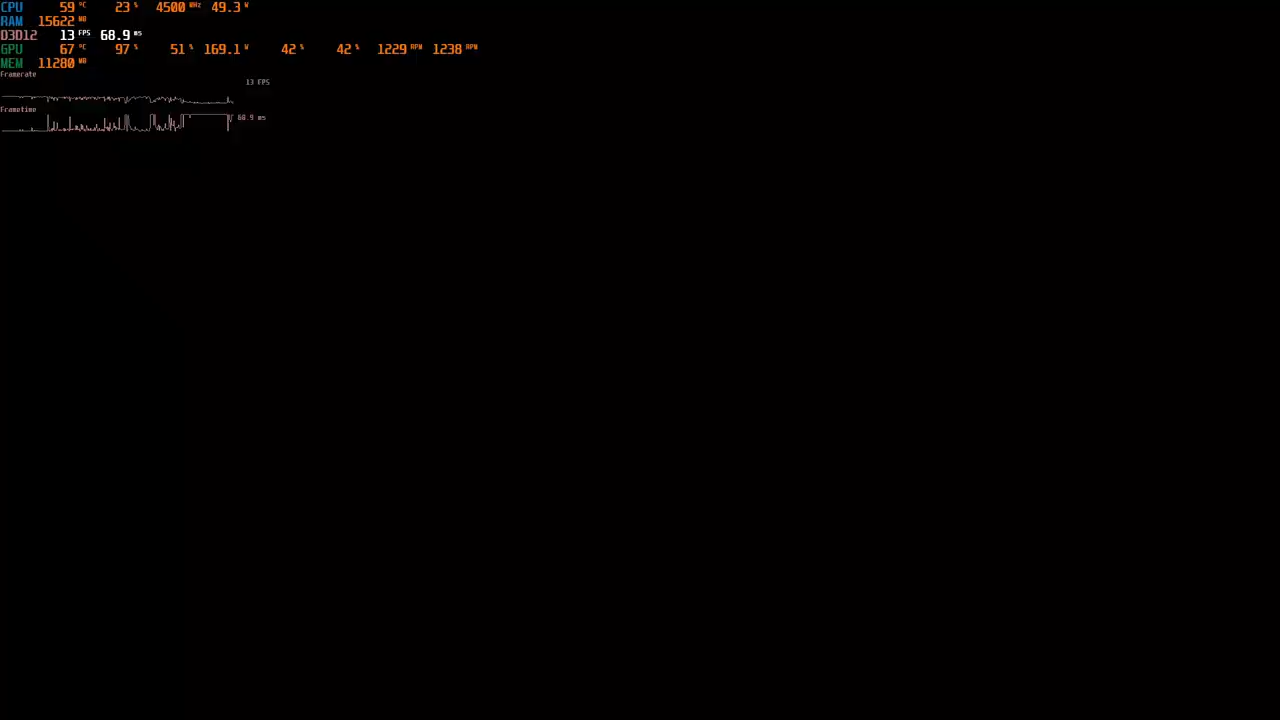 CPU 59 °C 23 % 4500 MHz 49.3 W
RAM 15622 MB
D3D12 13 FPS 68.9 ms
GPU 67 °C 97 % 51 % 169.1 W 42 % 42 % 1229 RPM 1238 RPM
MEM 11280 MB
Framerate
13 FPS
Frametime
68.9 ms